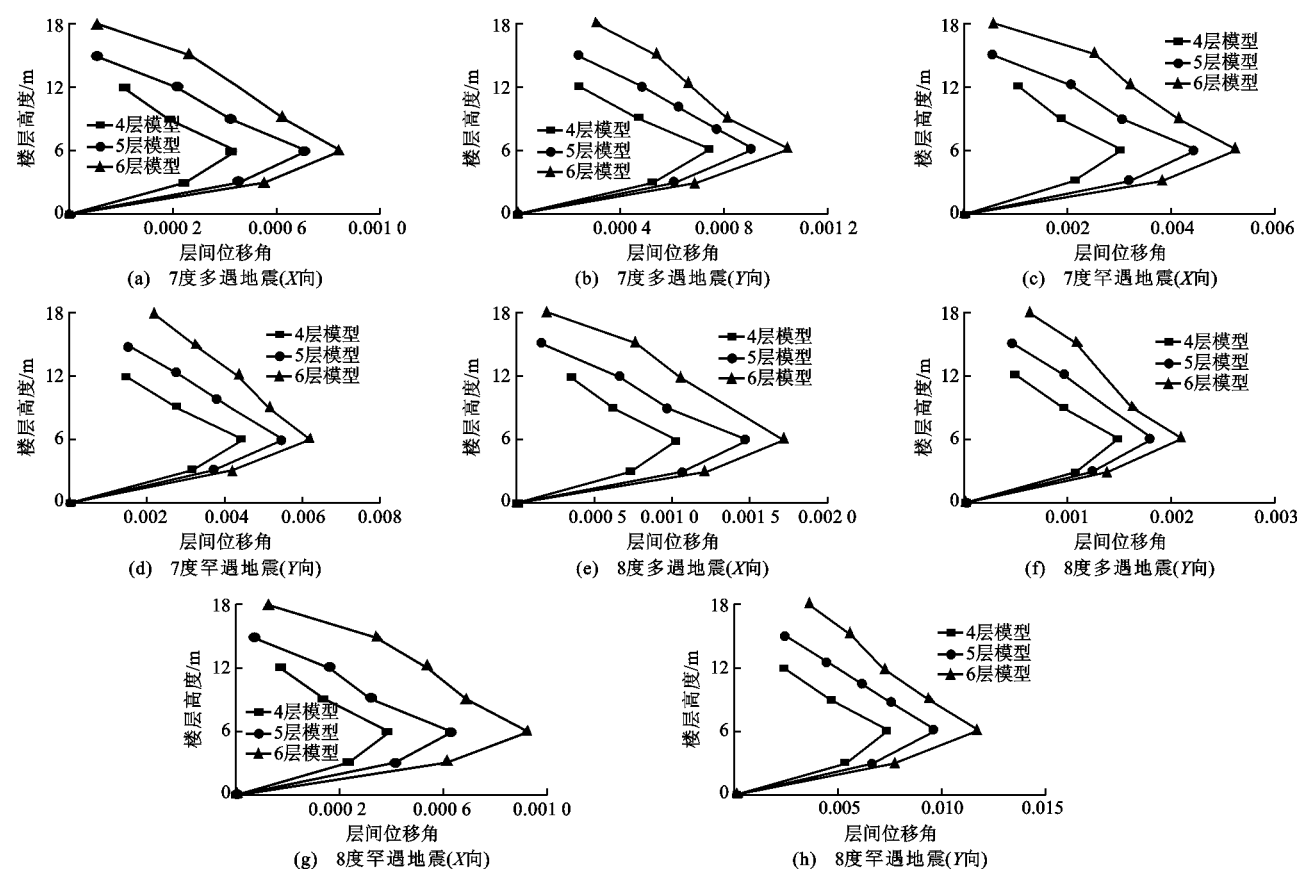 18
12
6
0
楼层高度/m
4层模型
5层模型
6层模型
0.000 2
0.000 6
0.001 0
层间位移角
(a) 7度多遇地震(X向)
18
12
6
0
楼层高度/m
4层模型
5层模型
6层模型
0.000 4
0.000 8
0.001 2
层间位移角
(b) 7度多遇地震(Y向)
18
12
6
0
楼层高度/m
4层模型
5层模型
6层模型
0.002
0.004
0.006
层间位移角
(c) 7度罕遇地震(X向)
18
12
6
0
楼层高度/m
4层模型
5层模型
6层模型
0.002
0.004
0.006
0.008
层间位移角
(d) 7度罕遇地震(Y向)
18
12
6
0
楼层高度/m
4层模型
5层模型
6层模型
0.000 5
0.001 0
0.001 5
0.002 0
层间位移角
(e) 8度多遇地震(X向)
18
12
6
0
楼层高度/m
4层模型
5层模型
6层模型
0.001
0.002
0.003
层间位移角
(f) 8度多遇地震(Y向)
18
12
6
0
楼层高度/m
4层模型
5层模型
6层模型
0.000 2
0.000 6
0.001 0
层间位移角
(g) 8度罕遇地震(X向)
18
12
6
0
楼层高度/m
4层模型
5层模型
6层模型
0.005
0.010
0.015
层间位移角
(h) 8度罕遇地震(Y向)